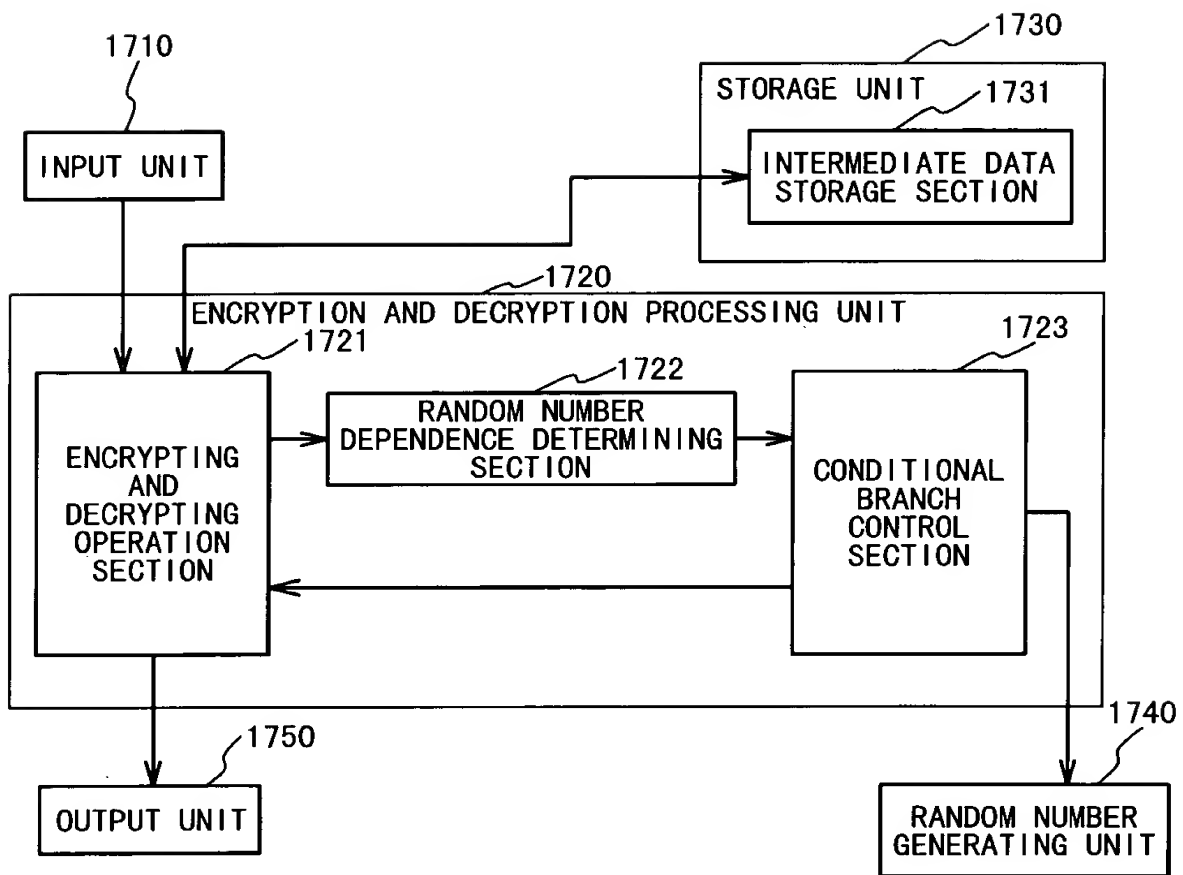 1710
INPUT UNIT
1730
STORAGE UNIT
1731
INTERMEDIATE DATA
STORAGE SECTION
1720
ENCRYPTION AND DECRYPTION PROCESSING UNIT
1721
ENCRYPTING
AND
DECRYPTING
OPERATION
SECTION
1722
RANDOM NUMBER
DEPENDENCE DETERMINING
SECTION
1723
CONDITIONAL
BRANCH
CONTROL
SECTION
1750
OUTPUT UNIT
1740
RANDOM NUMBER
GENERATING UNIT